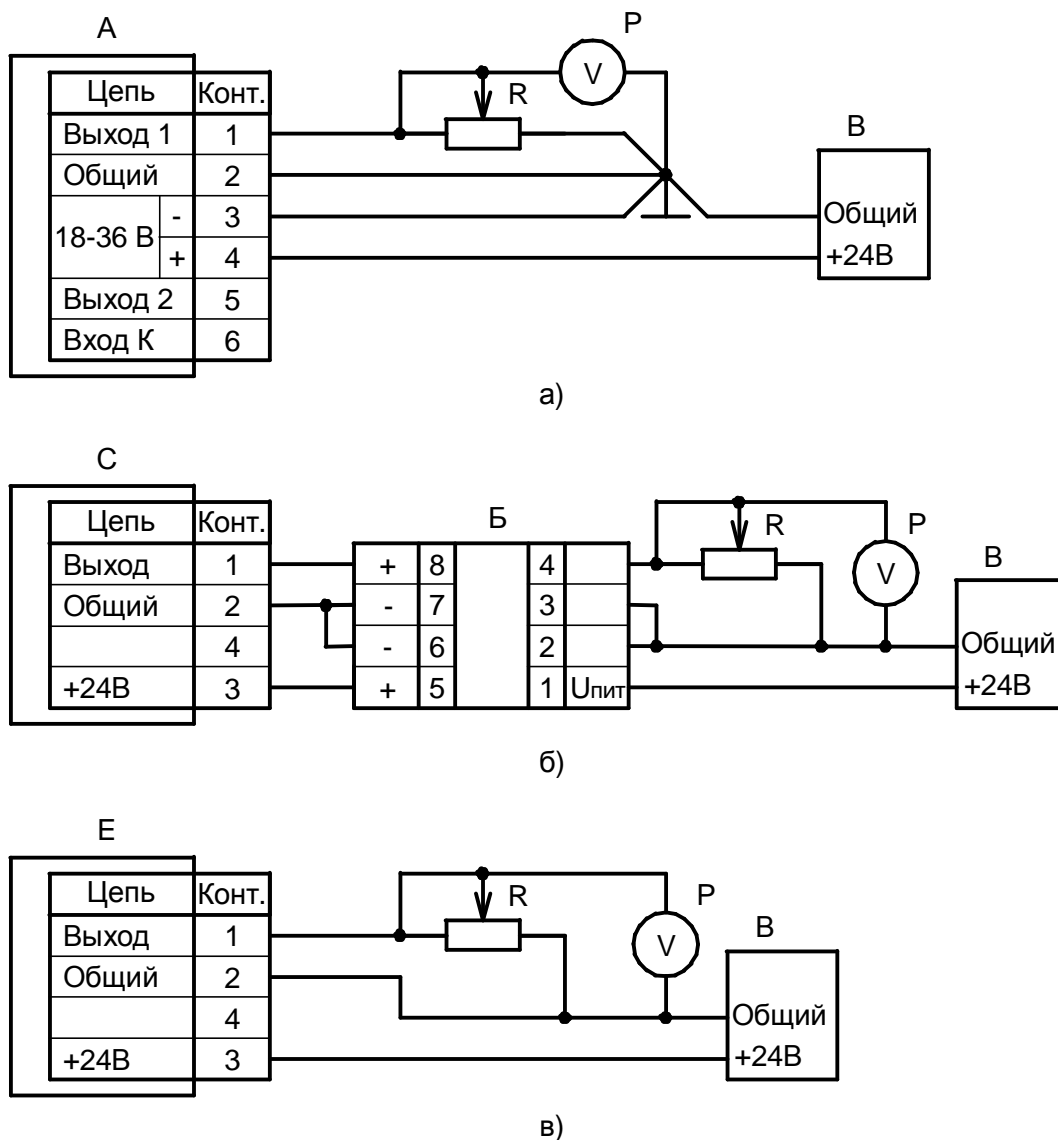 А
P
V
Цепь Конт.
R
Выход 1 1
В
Общий 2
18-36 В - 3 Общий
+ 4 +24В
Выход 2 5
Вход К 6
а)
С
Цепь Конт.
Б
R
P
Выход 1 + 8 4
V
В
Общий 2 - 7 3
4 - 6 2 Общий
+24В 3 + 5 1 Uпит +24В
б)
Е
Цепь Конт.
R
P
Выход 1
V
В
Общий 2
4 Общий
+24В 3 +24В
в)